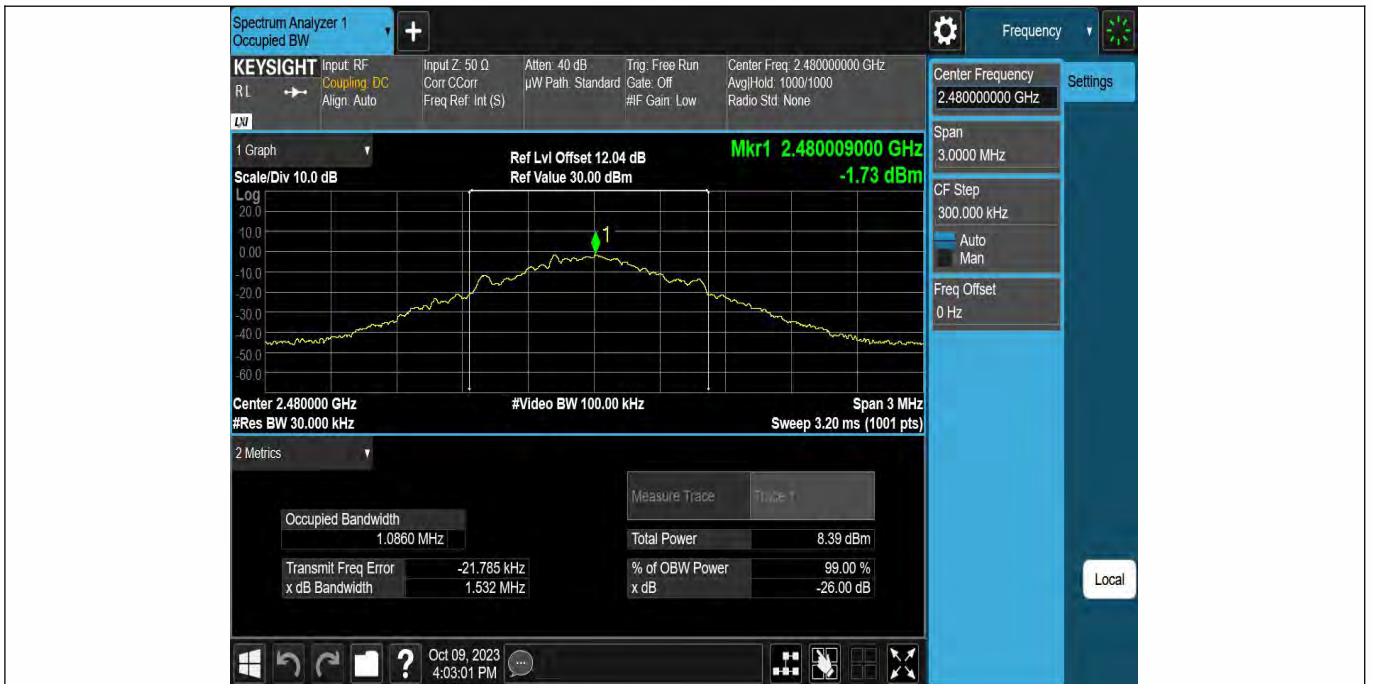 Spectrum Analyzer 1
Occupied BW
+
Frequency
KEYSIGHT
RL
LXI
Input: RF
Coupling: DC
Align: Auto
Input Z: 50 Ω
Corr CCorr
Freq Ref: Int (S)
Atten: 40 dB
µW Path: Standard
Trig: Free Run
Gate: Off
#IF Gain: Low
Center Freq: 2.480000000 GHz
Avg|Hold: 1000/1000
Radio Std: None
1 Graph
Scale/Div 10.0 dB
Ref Lvl Offset 12.04 dB
Ref Value 30.00 dBm
Mkr1 2.480009000 GHz
-1.73 dBm
Log
20.0
10.0
0.00
-10.0
-20.0
-30.0
-40.0
-50.0
-60.0
1
Center 2.480000 GHz
#Video BW 100.00 kHz
Span 3 MHz
#Res BW 30.000 kHz
Sweep 3.20 ms (1001 pts)
2 Metrics
Measure Trace Trace 1
Occupied Bandwidth
1.0860 MHz
Total Power 8.39 dBm
Transmit Freq Error -21.785 kHz
% of OBW Power 99.00 %
x dB Bandwidth 1.532 MHz
x dB -26.00 dB
Center Frequency
2.480000000 GHz
Settings
Span
3.0000 MHz
CF Step
300.000 kHz
Auto
Man
Freq Offset
0 Hz
Local
?
Oct 09, 2023
4:03:01 PM